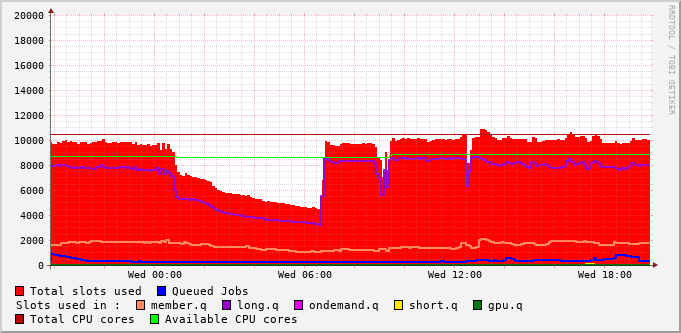 20000
18000
16000
14000
12000
10000
8000
6000
4000
2000
0
Wed 00:00 Wed 06:00 Wed 12:00 Wed 18:00
Total slots used Queued Jobs
Slots used in : member.q long.q ondemand.q short.q gpu.q
Total CPU cores Available CPU cores
RRDTOOL / TOBI OETIKER